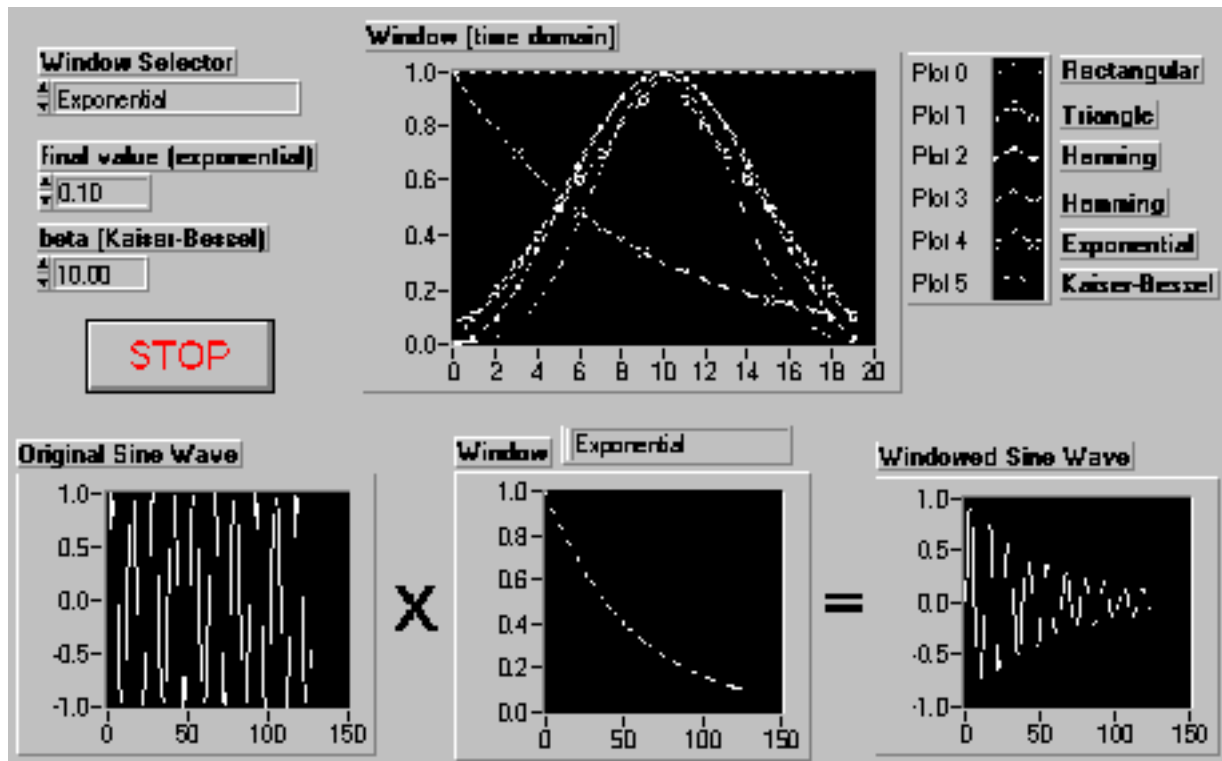 Window Selector
Exponential
final value (exponential)
0.10
beta (Kaiser-Bessel)
10.00
STOP
Window (time domain)
1.0
0.8
0.6
0.4
0.2
0.0
0 2 4 6 8 10 12 14 16 18 20
Plot 0 Rectangular
Plot 1 Triangle
Plot 2 Hanning
Plot 3 Hamming
Plot 4 Exponential
Plot 5 Kaiser-Bessel
Original Sine Wave
1.0
0.5
0.0
-0.5
-1.0
0 50 100 150
X
Window Exponential
1.0
0.8
0.6
0.4
0.2
0.0
0 50 100 150
=
Windowed Sine Wave
1.0
0.5
0.0
-0.5
-1.0
0 50 100 150